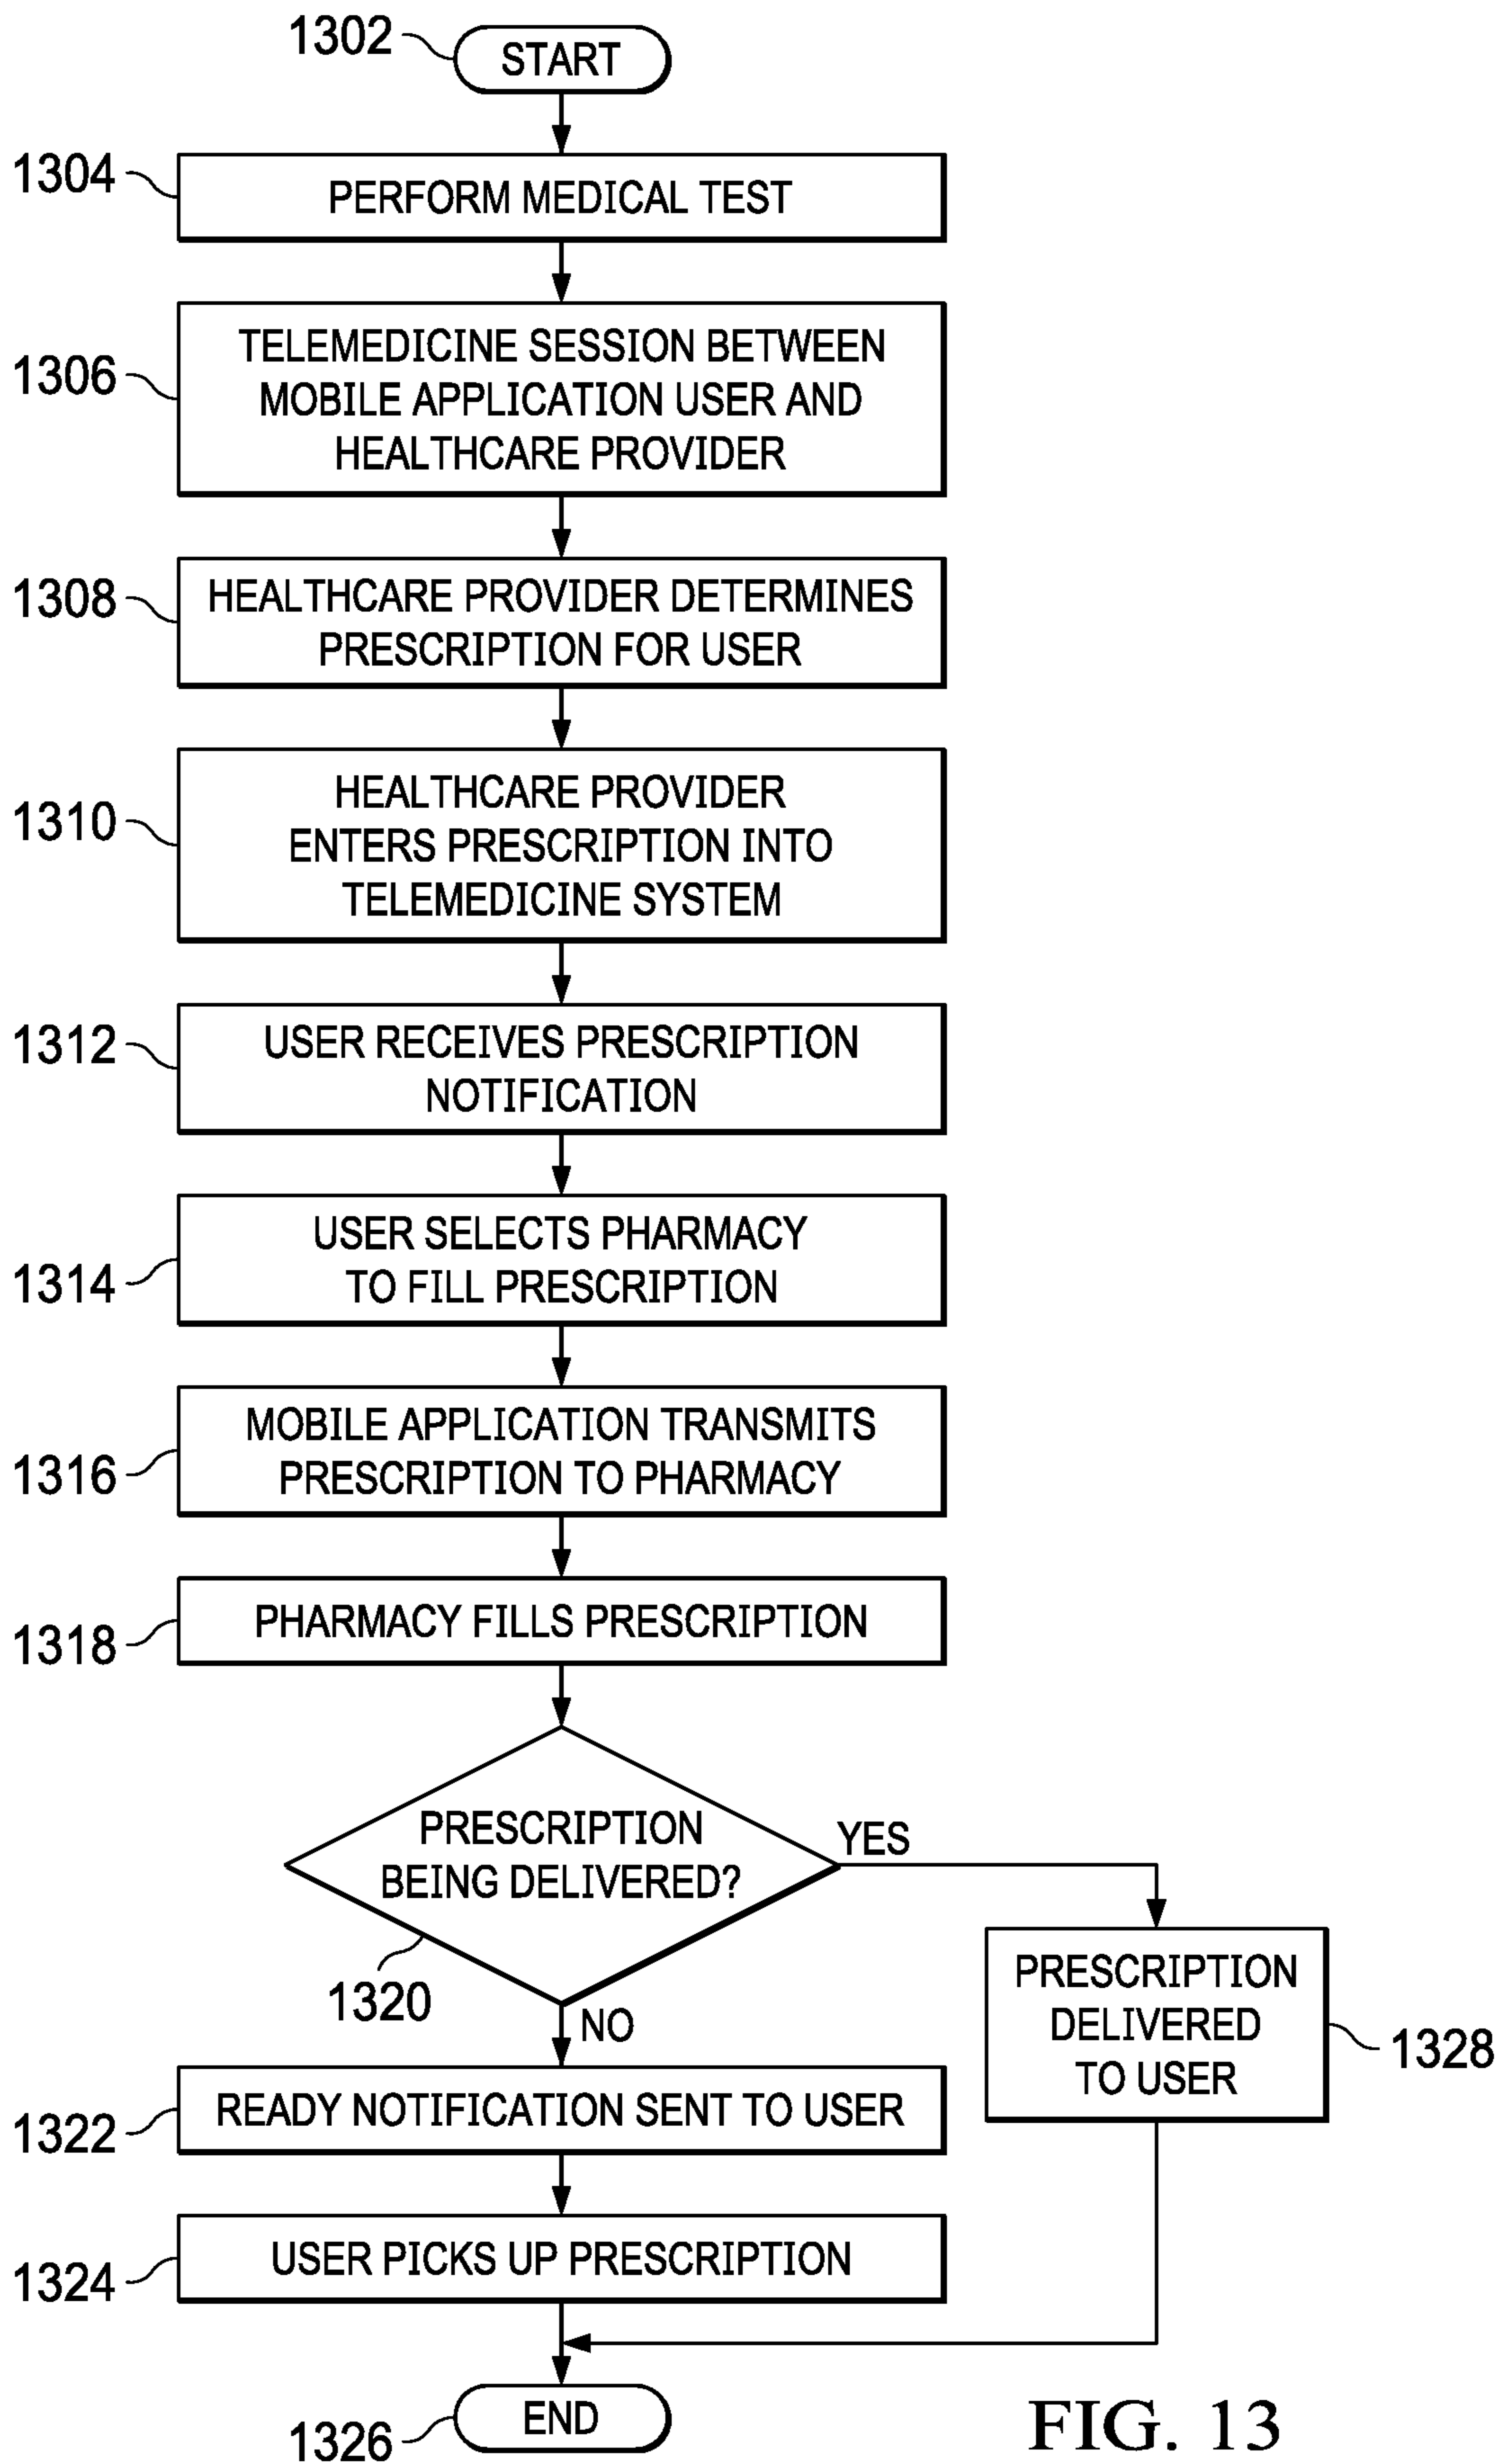 1302
START
1304
PERFORM MEDICAL TEST
1306
TELEMEDICINE SESSION BETWEEN
MOBILE APPLICATION USER AND
HEALTHCARE PROVIDER
1308
HEALTHCARE PROVIDER DETERMINES
PRESCRIPTION FOR USER
1310
HEALTHCARE PROVIDER
ENTERS PRESCRIPTION INTO
TELEMEDICINE SYSTEM
1312
USER RECEIVES PRESCRIPTION
NOTIFICATION
1314
USER SELECTS PHARMACY
TO FILL PRESCRIPTION
1316
MOBILE APPLICATION TRANSMITS
PRESCRIPTION TO PHARMACY
1318
PHARMACY FILLS PRESCRIPTION
PRESCRIPTION
BEING DELIVERED?
YES
1320
NO
PRESCRIPTION
DELIVERED
TO USER
1328
1322
READY NOTIFICATION SENT TO USER
1324
USER PICKS UP PRESCRIPTION
1326
END
FIG. 13